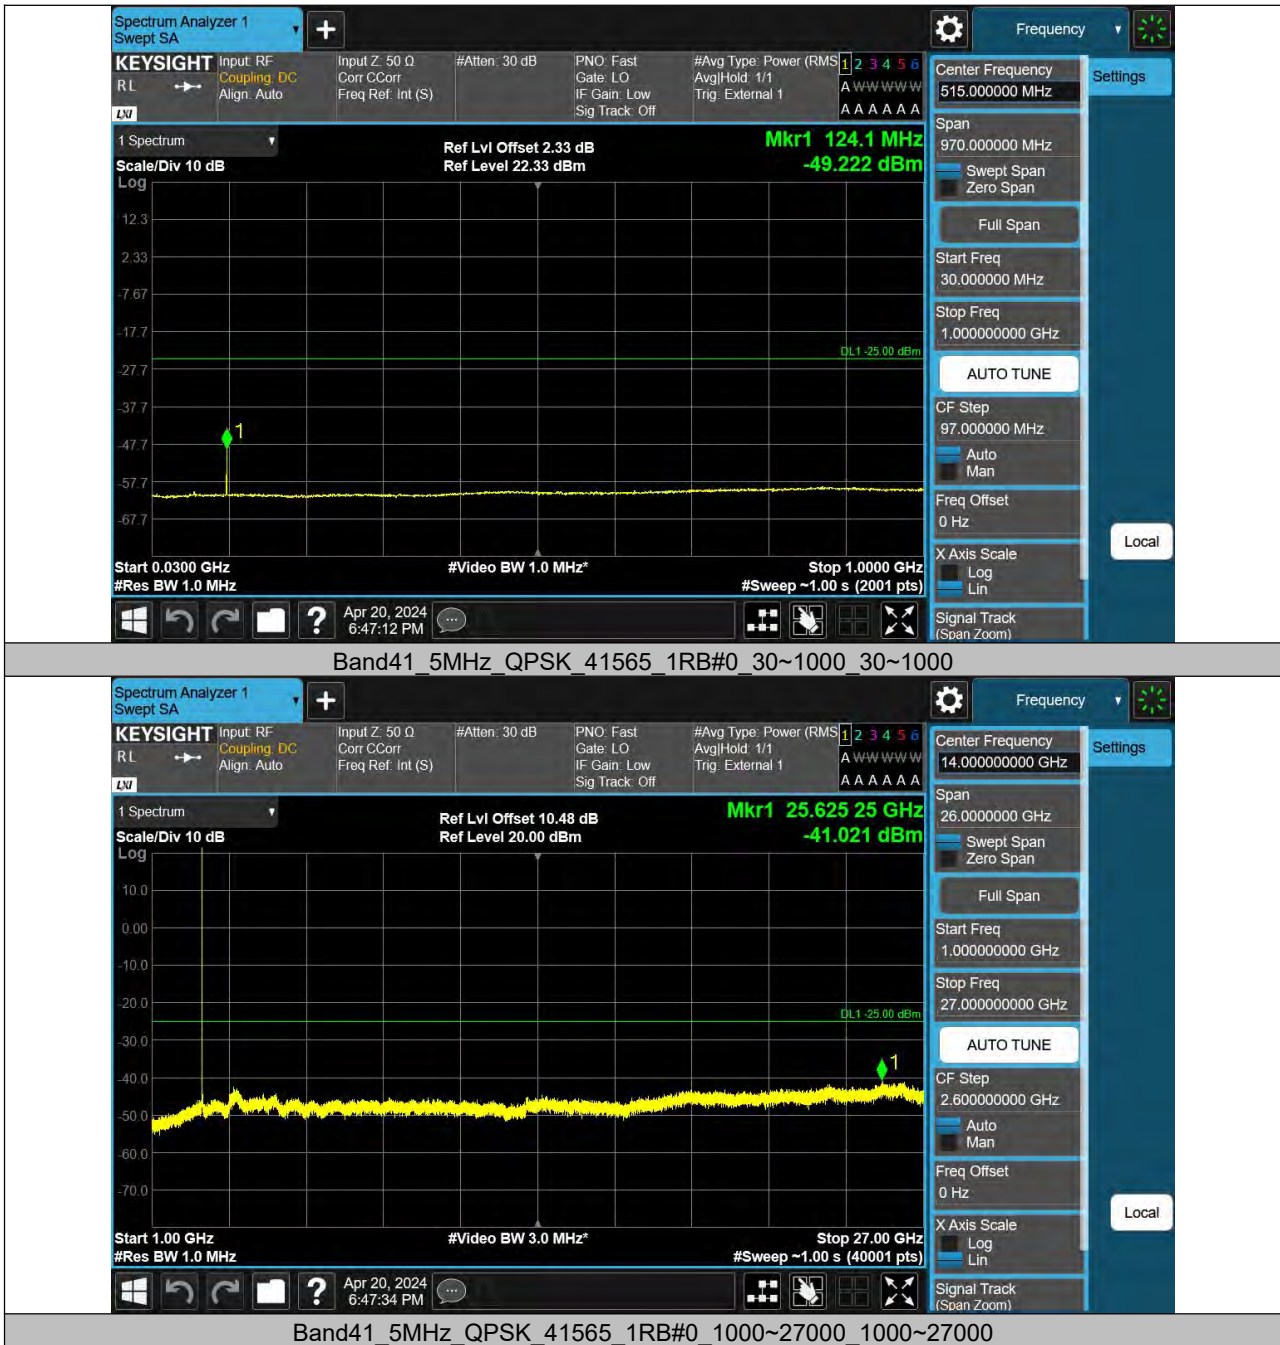 Spectrum Analyzer 1
Swept SA
+
Frequency
KEYSIGHT
RL
LXI
Input: RF
Coupling: DC
Align: Auto
Input Z: 50 Ω
Corr CCorr
Freq Ref: Int (S)
#Atten: 30 dB
PNO: Fast
Gate: LO
IF Gain: Low
Sig Track: Off
#Avg Type: Power (RMS
Avg|Hold: 1/1
Trig: External 1
1 2 3 4 5 6
A W W W W W
A A A A A A
1 Spectrum
Scale/Div 10 dB
Ref Lvl Offset 2.33 dB
Ref Level 22.33 dBm
Mkr1 124.1 MHz
-49.222 dBm
Log
12.3
2.33
-7.67
-17.7
-27.7
-37.7
-47.7
-57.7
-67.7
DL1 -25.00 dBm
1
Start 0.0300 GHz
#Res BW 1.0 MHz
#Video BW 1.0 MHz*
Stop 1.0000 GHz
#Sweep ~1.00 s (2001 pts)
Center Frequency
515.000000 MHz
Span
970.000000 MHz
Swept Span
Zero Span
Full Span
Start Freq
30.000000 MHz
Stop Freq
1.000000000 GHz
AUTO TUNE
CF Step
97.000000 MHz
Auto
Man
Freq Offset
0 Hz
X Axis Scale
Log
Lin
Signal Track
(Span Zoom)
Settings
Local
?
Apr 20, 2024
6:47:12 PM
Band41_5MHz_QPSK_41565_1RB#0_30~1000_30~1000
Spectrum Analyzer 1
Swept SA
+
Frequency
KEYSIGHT
RL
LXI
Input: RF
Coupling: DC
Align: Auto
Input Z: 50 Ω
Corr CCorr
Freq Ref: Int (S)
#Atten: 30 dB
PNO: Fast
Gate: LO
IF Gain: Low
Sig Track: Off
#Avg Type: Power (RMS
Avg|Hold: 1/1
Trig: External 1
1 2 3 4 5 6
A W W W W W
A A A A A A
1 Spectrum
Scale/Div 10 dB
Ref Lvl Offset 10.48 dB
Ref Level 20.00 dBm
Mkr1 25.625 25 GHz
-41.021 dBm
Log
10.0
0.00
-10.0
-20.0
-30.0
-40.0
-50.0
-60.0
-70.0
DL1 -25.00 dBm
1
Start 1.00 GHz
#Res BW 1.0 MHz
#Video BW 3.0 MHz*
Stop 27.00 GHz
#Sweep ~1.00 s (40001 pts)
Center Frequency
14.000000000 GHz
Span
26.0000000 GHz
Swept Span
Zero Span
Full Span
Start Freq
1.000000000 GHz
Stop Freq
27.000000000 GHz
AUTO TUNE
CF Step
2.600000000 GHz
Auto
Man
Freq Offset
0 Hz
X Axis Scale
Log
Lin
Signal Track
(Span Zoom)
Settings
Local
?
Apr 20, 2024
6:47:34 PM
Band41_5MHz_QPSK_41565_1RB#0_1000~27000_1000~27000